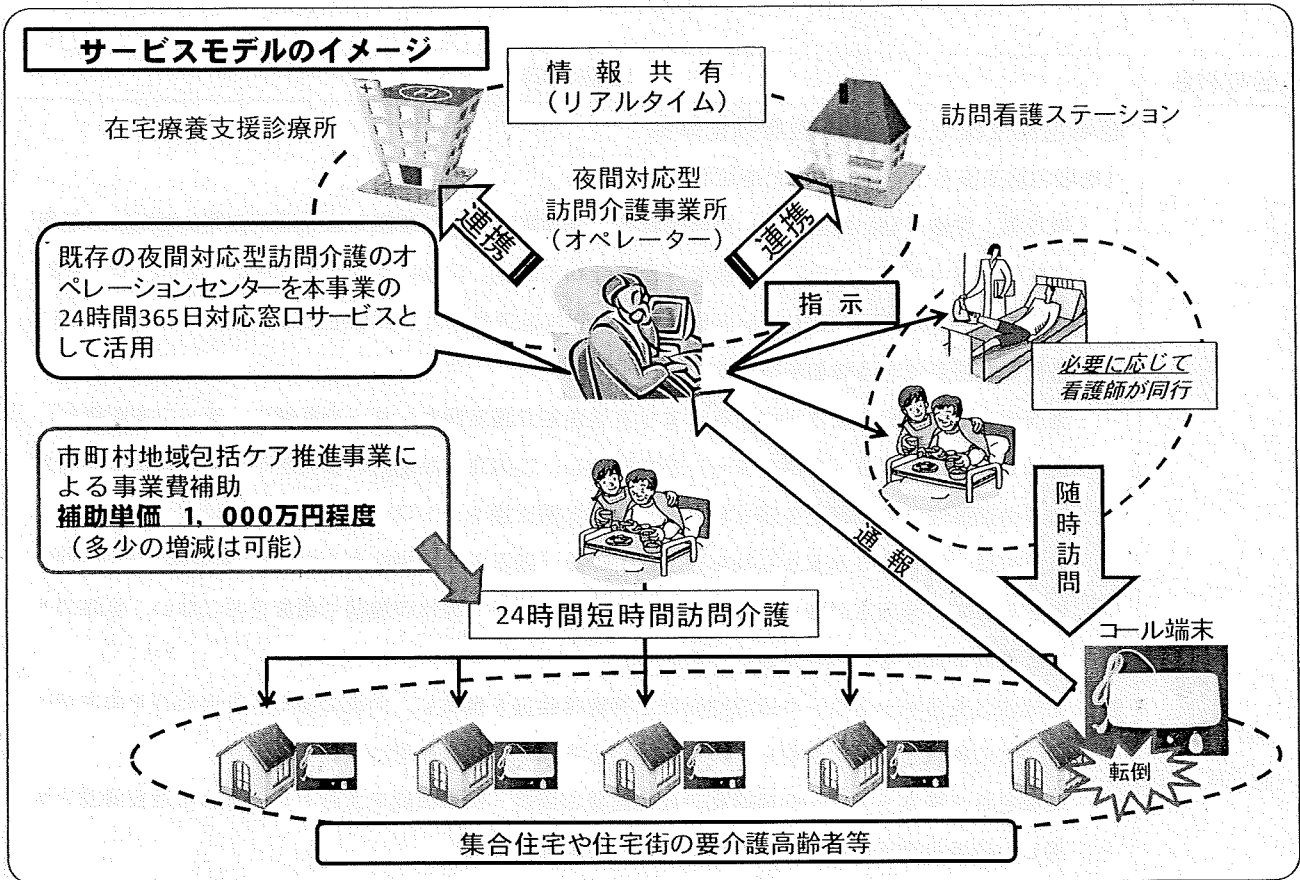 サービスモデルのイメージ
情報共有
（リアルタイム）
在宅療養支援診療所
訪問看護ステーション
夜間対応型
訪問介護事業所
（オペレーター）
連携
連携
既存の夜間対応型訪問介護のオ
ペレーションセンターを本事業の
24時間365日対応窓口サービスと
して活用
指示
必要に応じて
看護師が同行
市町村地域包括ケア推進事業に
よる事業費補助
補助単価 1，000万円程度
（多少の増減は可能）
随時訪問
通報
24時間短時間訪問介護
コール端末
転倒
集合住宅や住宅街の要介護高齢者等